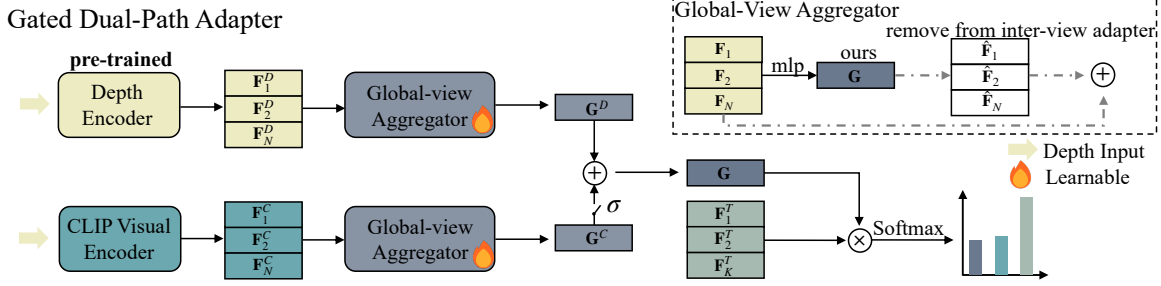 Gated Dual-Path Adapter
pre-trained
Depth
Encoder
F_1^D
F_2^D
F_N^D
Global-view
Aggregator
G^D
CLIP Visual
Encoder
F_1^C
F_2^C
F_N^C
Global-view
Aggregator
G^C
+
σ
G
F_1^T
F_2^T
F_K^T
×
Softmax
Global-View Aggregator
F_1
F_2
F_N
mlp
ours
G
remove from inter-view adapter
F̂_1
F̂_2
F̂_N
+
Depth Input
Learnable